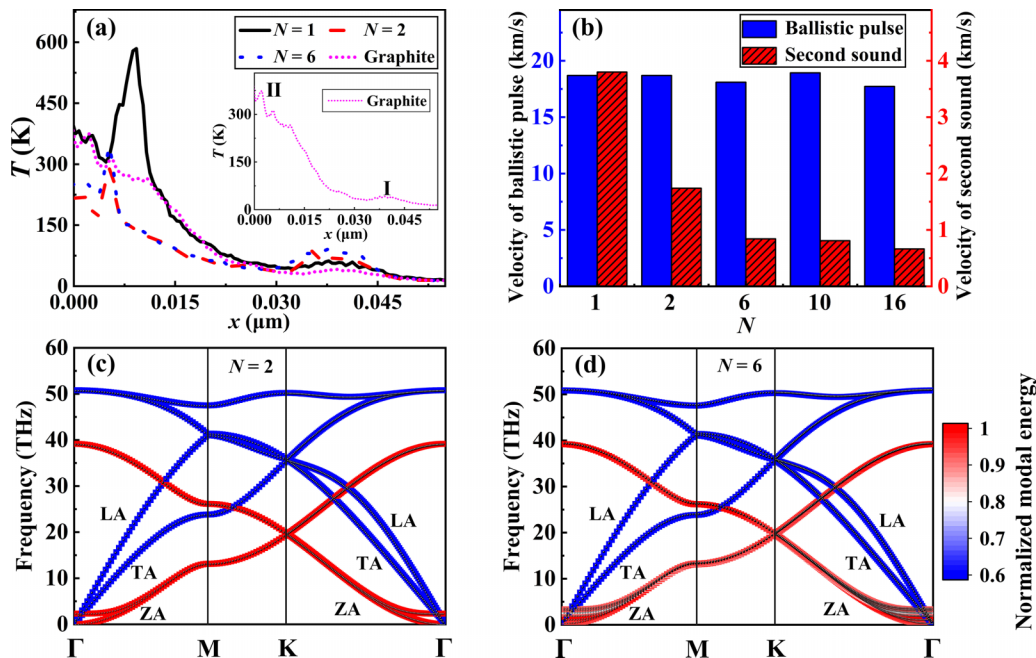 (a)
N = 1
N = 2
N = 6
Graphite
600
450
300
150
0
T (K)
0.000 0.015 0.030 0.045
x (μm)
II
Graphite
I
300
150
0
T (K)
0.000 0.015 0.030 0.045
x (μm)
(b)
Ballistic pulse
Second sound
Velocity of ballistic pulse (km/s)
20
15
10
5
0
1 2 6 10 16
N
4
3
2
1
0
Velocity of second sound (km/s)
(c)
N = 2
Frequency (THz)
60
50
40
30
20
10
0
LA
TA
ZA
LA
TA
ZA
Γ M K Γ
(d)
N = 6
Frequency (THz)
60
50
40
30
20
10
0
LA
TA
ZA
LA
TA
ZA
Γ M K Γ
1
0.9
0.8
0.7
0.6
Normalized modal energy